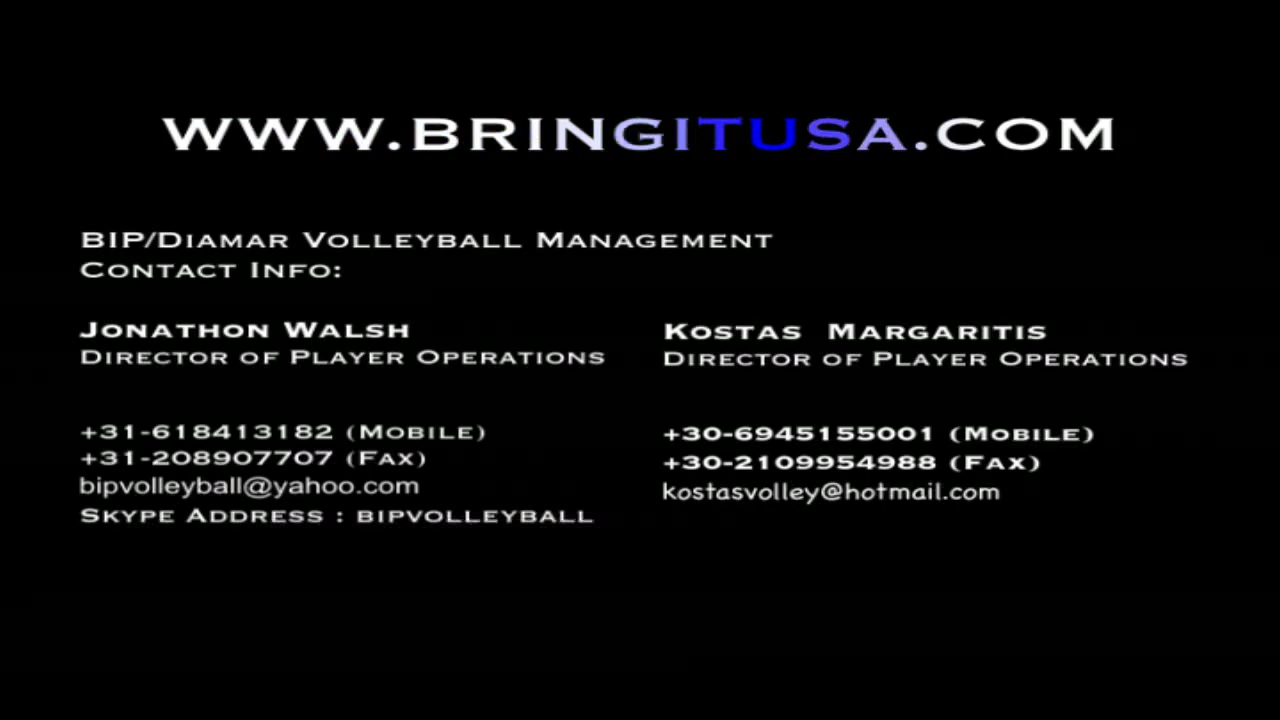 WWW.BRINGITUSA.COM
BIP/DIAMAR VOLLEYBALL MANAGEMENT
CONTACT INFO:
JONATHON WALSH
DIRECTOR OF PLAYER OPERATIONS
+31-618413182 (MOBILE)
+31-208907707 (FAX)
bipvolleyball@yahoo.com
SKYPE ADDRESS : BIPVOLLEYBALL
KOSTAS MARGARITIS
DIRECTOR OF PLAYER OPERATIONS
+30-6945155001 (MOBILE)
+30-2109954988 (FAX)
kostasvolley@hotmail.com